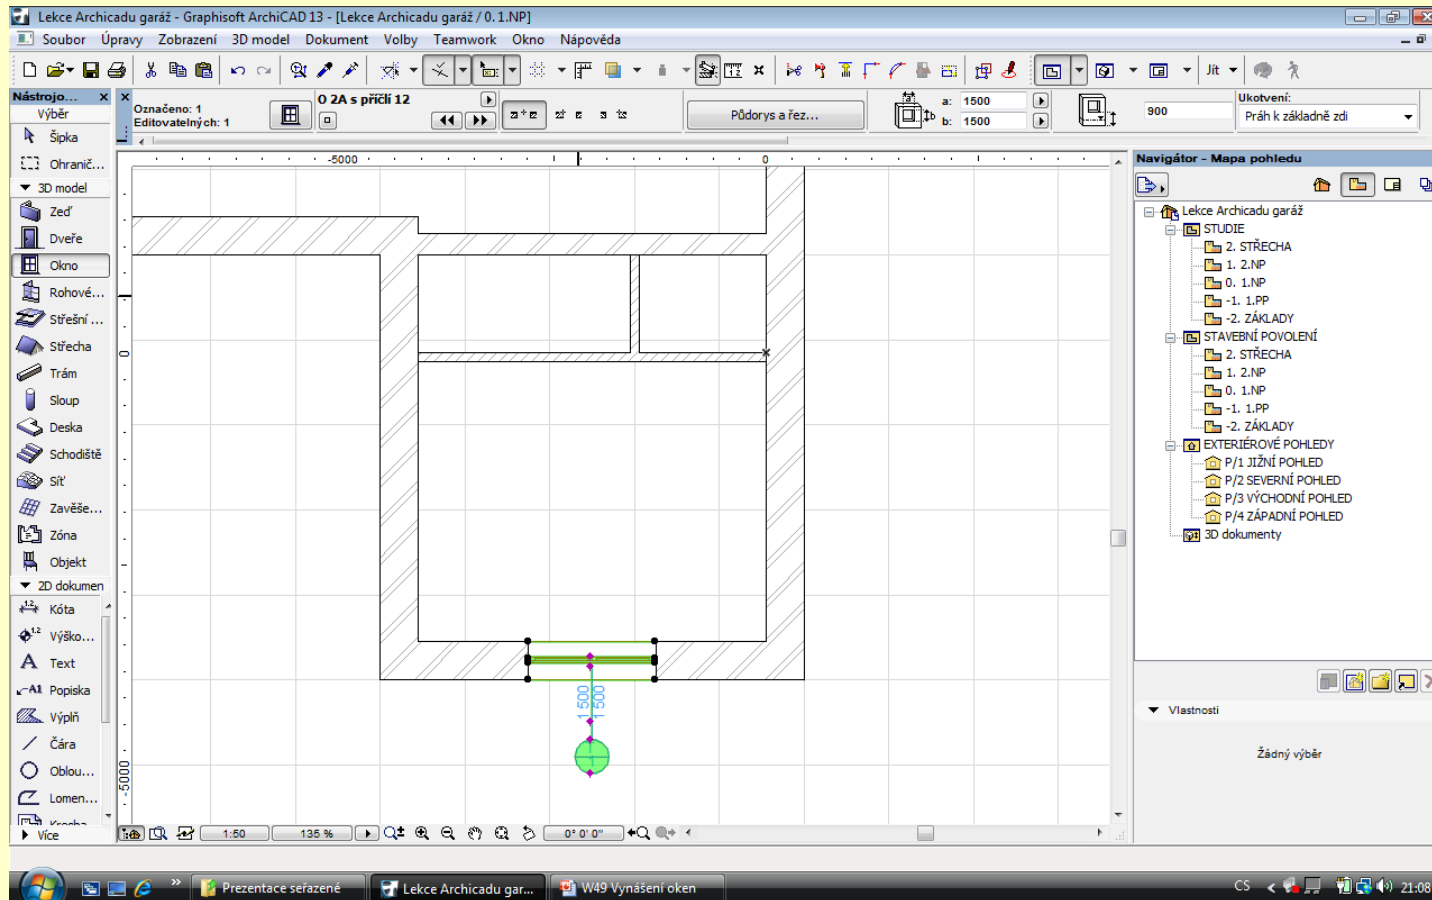 Lekce Archicadu garáž - Graphisoft ArchiCAD 13 - [Lekce Archicadu garáž / 0. 1.NP]
Soubor Úpravy Zobrazení 3D model Dokument Volby Teamwork Okno Nápověda
Jít
Nástrojo...
Výběr
Šipka
Ohranič...
3D model
Zeď
Dveře
Okno
Rohové...
Střešní ...
Střecha
Trám
Sloup
Deska
Schodiště
Síť
Zavěše...
Zóna
Objekt
2D dokumen
Kóta
Výško...
Text
Popiska
Výplň
Čára
Oblou...
Lomen...
Více
Označeno: 1
Editovatelných: 1
O 2A s příčlí 12
Půdorys a řez...
a: 1500
b: 1500
900
Ukotvení:
Práh k základně zdi
-5000
0
0
-5000
1 500
1 500
1:50
135 %
0° 0' 0"
Navigátor - Mapa pohledu
Lekce Archicadu garáž
STUDIE
2. STŘECHA
1. 2.NP
0. 1.NP
-1. 1.PP
-2. ZÁKLADY
STAVEBNÍ POVOLENÍ
2. STŘECHA
1. 2.NP
0. 1.NP
-1. 1.PP
-2. ZÁKLADY
EXTERIÉROVÉ POHLEDY
P/1 JIŽNÍ POHLED
P/2 SEVERNÍ POHLED
P/3 VÝCHODNÍ POHLED
P/4 ZÁPADNÍ POHLED
3D dokumenty
Vlastnosti
Žádný výběr
Prezentace seřazené
Lekce Archicadu gar...
W49 Vynášení oken
CS
21:08